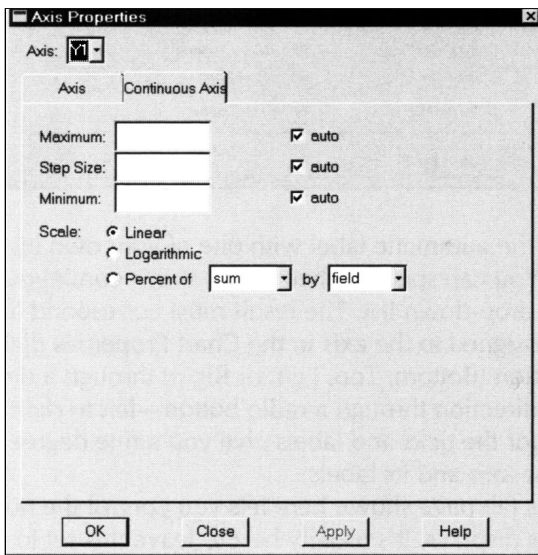 Axis Properties
Axis: Y1
Axis Continuous Axis
Maximum: auto
Step Size: auto
Minimum: auto
Scale: Linear
Logarithmic
Percent of sum by field
OK Close Apply Help